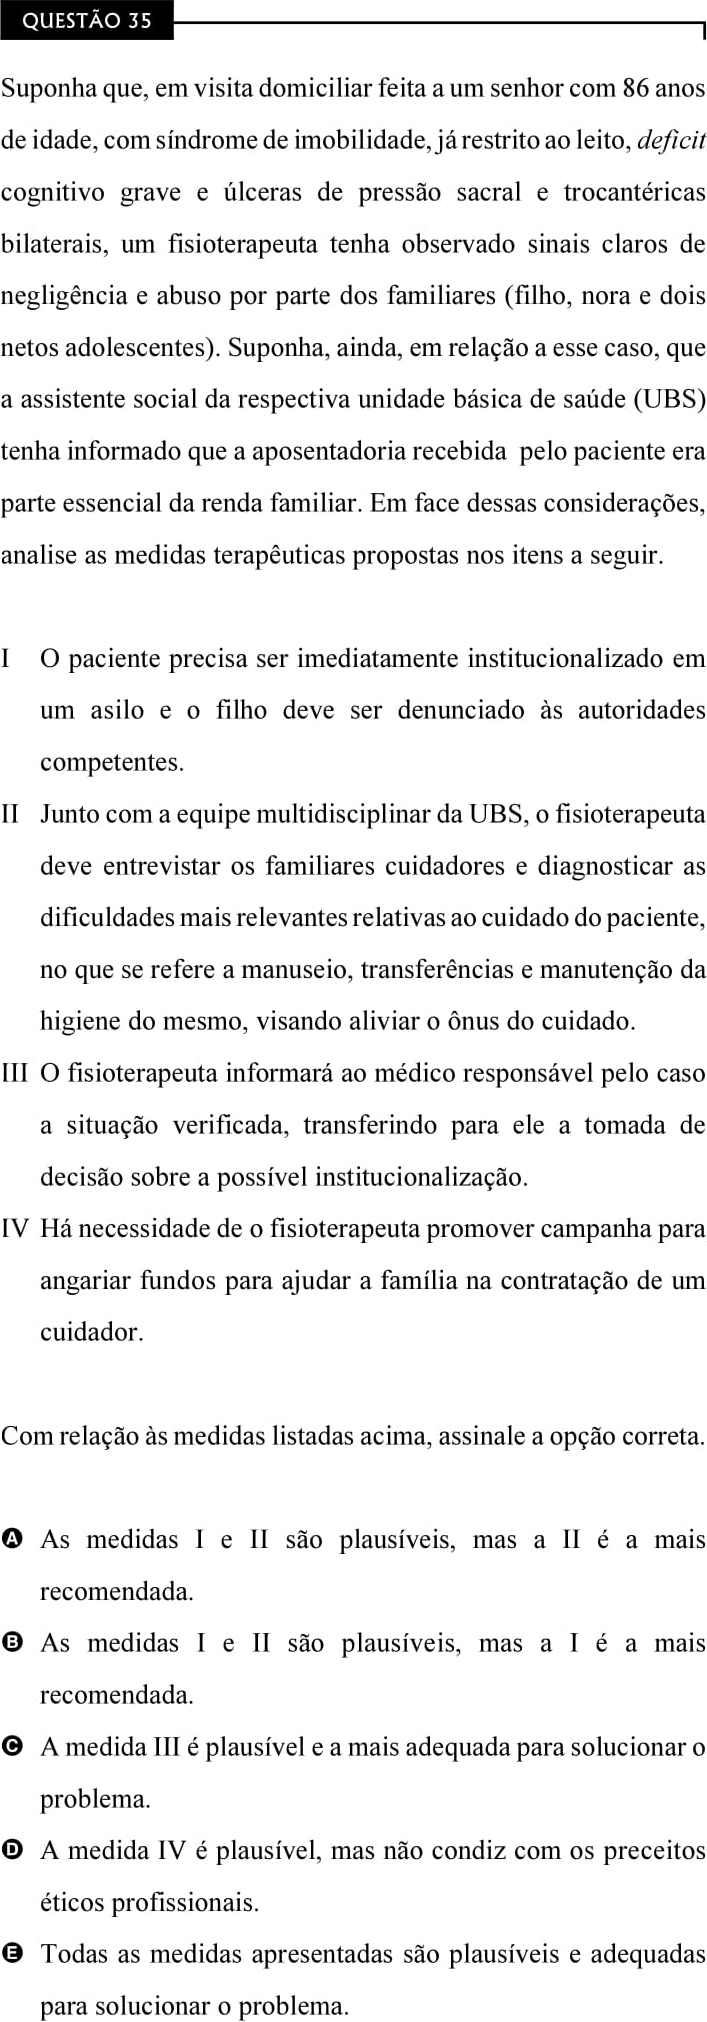 QUESTÃO 35
Suponha que, em visita domiciliar feita a um senhor com 86 anos
de idade, com síndrome de imobilidade, já restrito ao leito, deficit
cognitivo grave e úlceras de pressão sacral e trocantéricas
bilaterais, um fisioterapeuta tenha observado sinais claros de
negligência e abuso por parte dos familiares (filho, nora e dois
netos adolescentes). Suponha, ainda, em relação a esse caso, que
a assistente social da respectiva unidade básica de saúde (UBS)
tenha informado que a aposentadoria recebida pelo paciente era
parte essencial da renda familiar. Em face dessas considerações,
analise as medidas terapêuticas propostas nos itens a seguir.
I O paciente precisa ser imediatamente institucionalizado em
um asilo e o filho deve ser denunciado às autoridades
competentes.
II Junto com a equipe multidisciplinar da UBS, o fisioterapeuta
deve entrevistar os familiares cuidadores e diagnosticar as
dificuldades mais relevantes relativas ao cuidado do paciente,
no que se refere a manuseio, transferências e manutenção da
higiene do mesmo, visando aliviar o ônus do cuidado.
III O fisioterapeuta informará ao médico responsável pelo caso
a situação verificada, transferindo para ele a tomada de
decisão sobre a possível institucionalização.
IV Há necessidade de o fisioterapeuta promover campanha para
angariar fundos para ajudar a família na contratação de um
cuidador.
Com relação às medidas listadas acima, assinale a opção correta.
A As medidas I e II são plausíveis, mas a II é a mais
recomendada.
B As medidas I e II são plausíveis, mas a I é a mais
recomendada.
C A medida III é plausível e a mais adequada para solucionar o
problema.
D A medida IV é plausível, mas não condiz com os preceitos
éticos profissionais.
E Todas as medidas apresentadas são plausíveis e adequadas
para solucionar o problema.